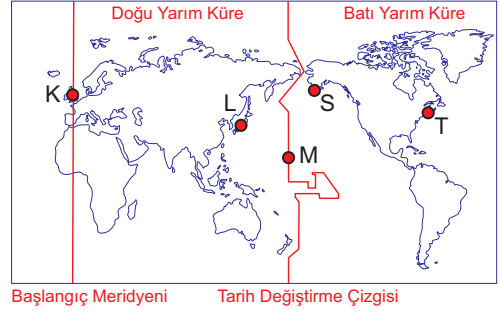 Doğu Yarım Küre Batı Yarım Küre
K
L
S
T
M
Başlangıç Meridyeni Tarih Değiştirme Çizgisi